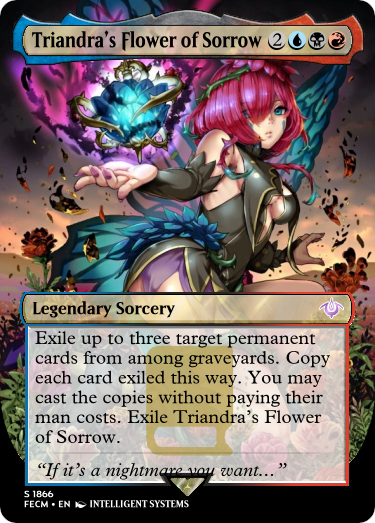 Triandra's Flower of Sorrow 2
Legendary Sorcery
Exile up to three target permanent
cards from among graveyards. Copy
each card exiled this way. You may
cast the copies without paying their
man costs. Exile Triandra's Flower
of Sorrow.
"If it's a nightmare you want..."
S 1866
FECM • EN INTELLIGENT SYSTEMS